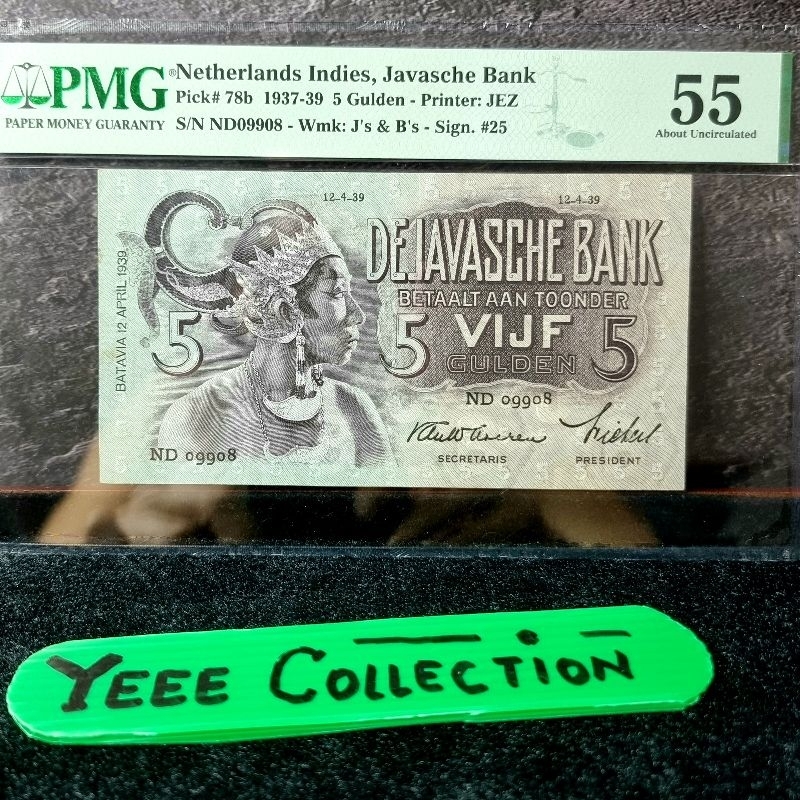 PMG®
PAPER MONEY GUARANTY
Netherlands Indies, Javasche Bank
Pick# 78b 1937-39 5 Gulden - Printer: JEZ
S/N ND09908 - Wmk: J's & B's - Sign. #25
55
About Uncirculated
12-4-39
12-4-39
BATAVIA 12 APRIL 1939
DE JAVASCHE BANK
BETAALT AAN TOONDER
5
5 VIJF 5
GULDEN
ND 09908
ND 09908
SECRETARIS
PRESIDENT
YEEE COLLECTION